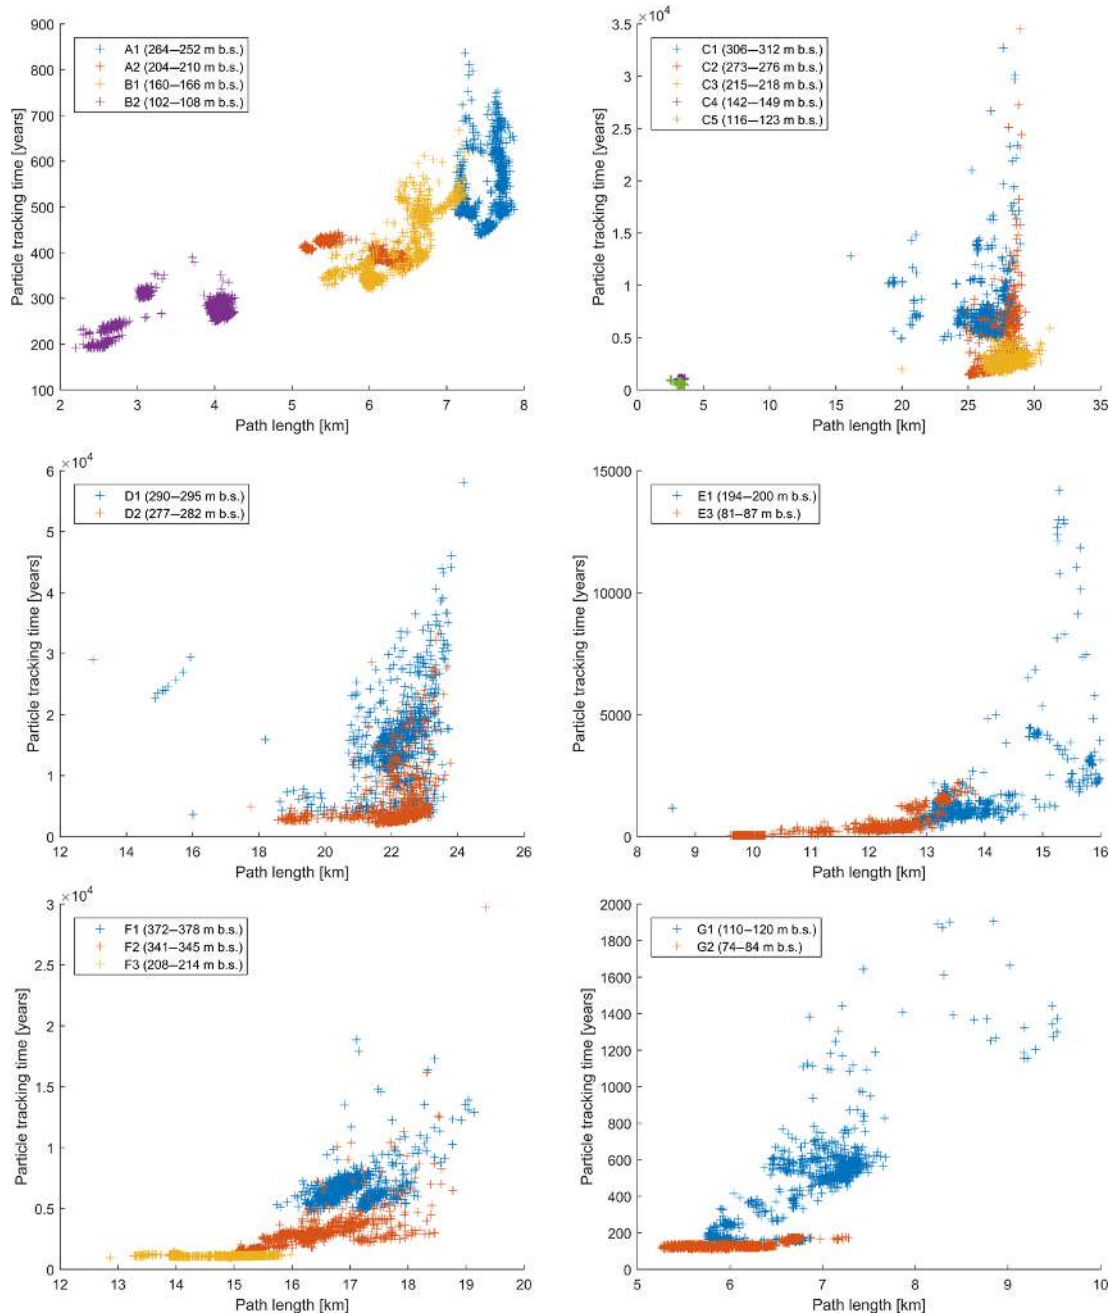 900
800
700
600
500
400
300
200
100
Particle tracking time [years]
A1 (264–252 m b.s.)
A2 (204–210 m b.s.)
B1 (160–166 m b.s.)
B2 (102–108 m b.s.)
2 3 4 5 6 7 8
Path length [km]
×10⁴
3.5
3
2.5
2
1.5
1
0.5
0
Particle tracking time [years]
C1 (306–312 m b.s.)
C2 (273–276 m b.s.)
C3 (215–218 m b.s.)
C4 (142–149 m b.s.)
C5 (116–123 m b.s.)
0 5 10 15 20 25 30 35
Path length [km]
×10⁴
6
5
4
3
2
1
0
Particle tracking time [years]
D1 (290–295 m b.s.)
D2 (277–282 m b.s.)
12 14 16 18 20 22 24 26
Path length [km]
15000
10000
5000
0
Particle tracking time [years]
E1 (194–200 m b.s.)
E3 (81–87 m b.s.)
8 9 10 11 12 13 14 15 16
Path length [km]
×10⁴
3
2.5
2
1.5
1
0.5
0
Particle tracking time [years]
F1 (372–378 m b.s.)
F2 (341–345 m b.s.)
F3 (208–214 m b.s.)
12 13 14 15 16 17 18 19 20
Path length [km]
2000
1800
1600
1400
1200
1000
800
600
400
200
0
Particle tracking time [years]
G1 (110–120 m b.s.)
G2 (74–84 m b.s.)
5 6 7 8 9 10
Path length [km]